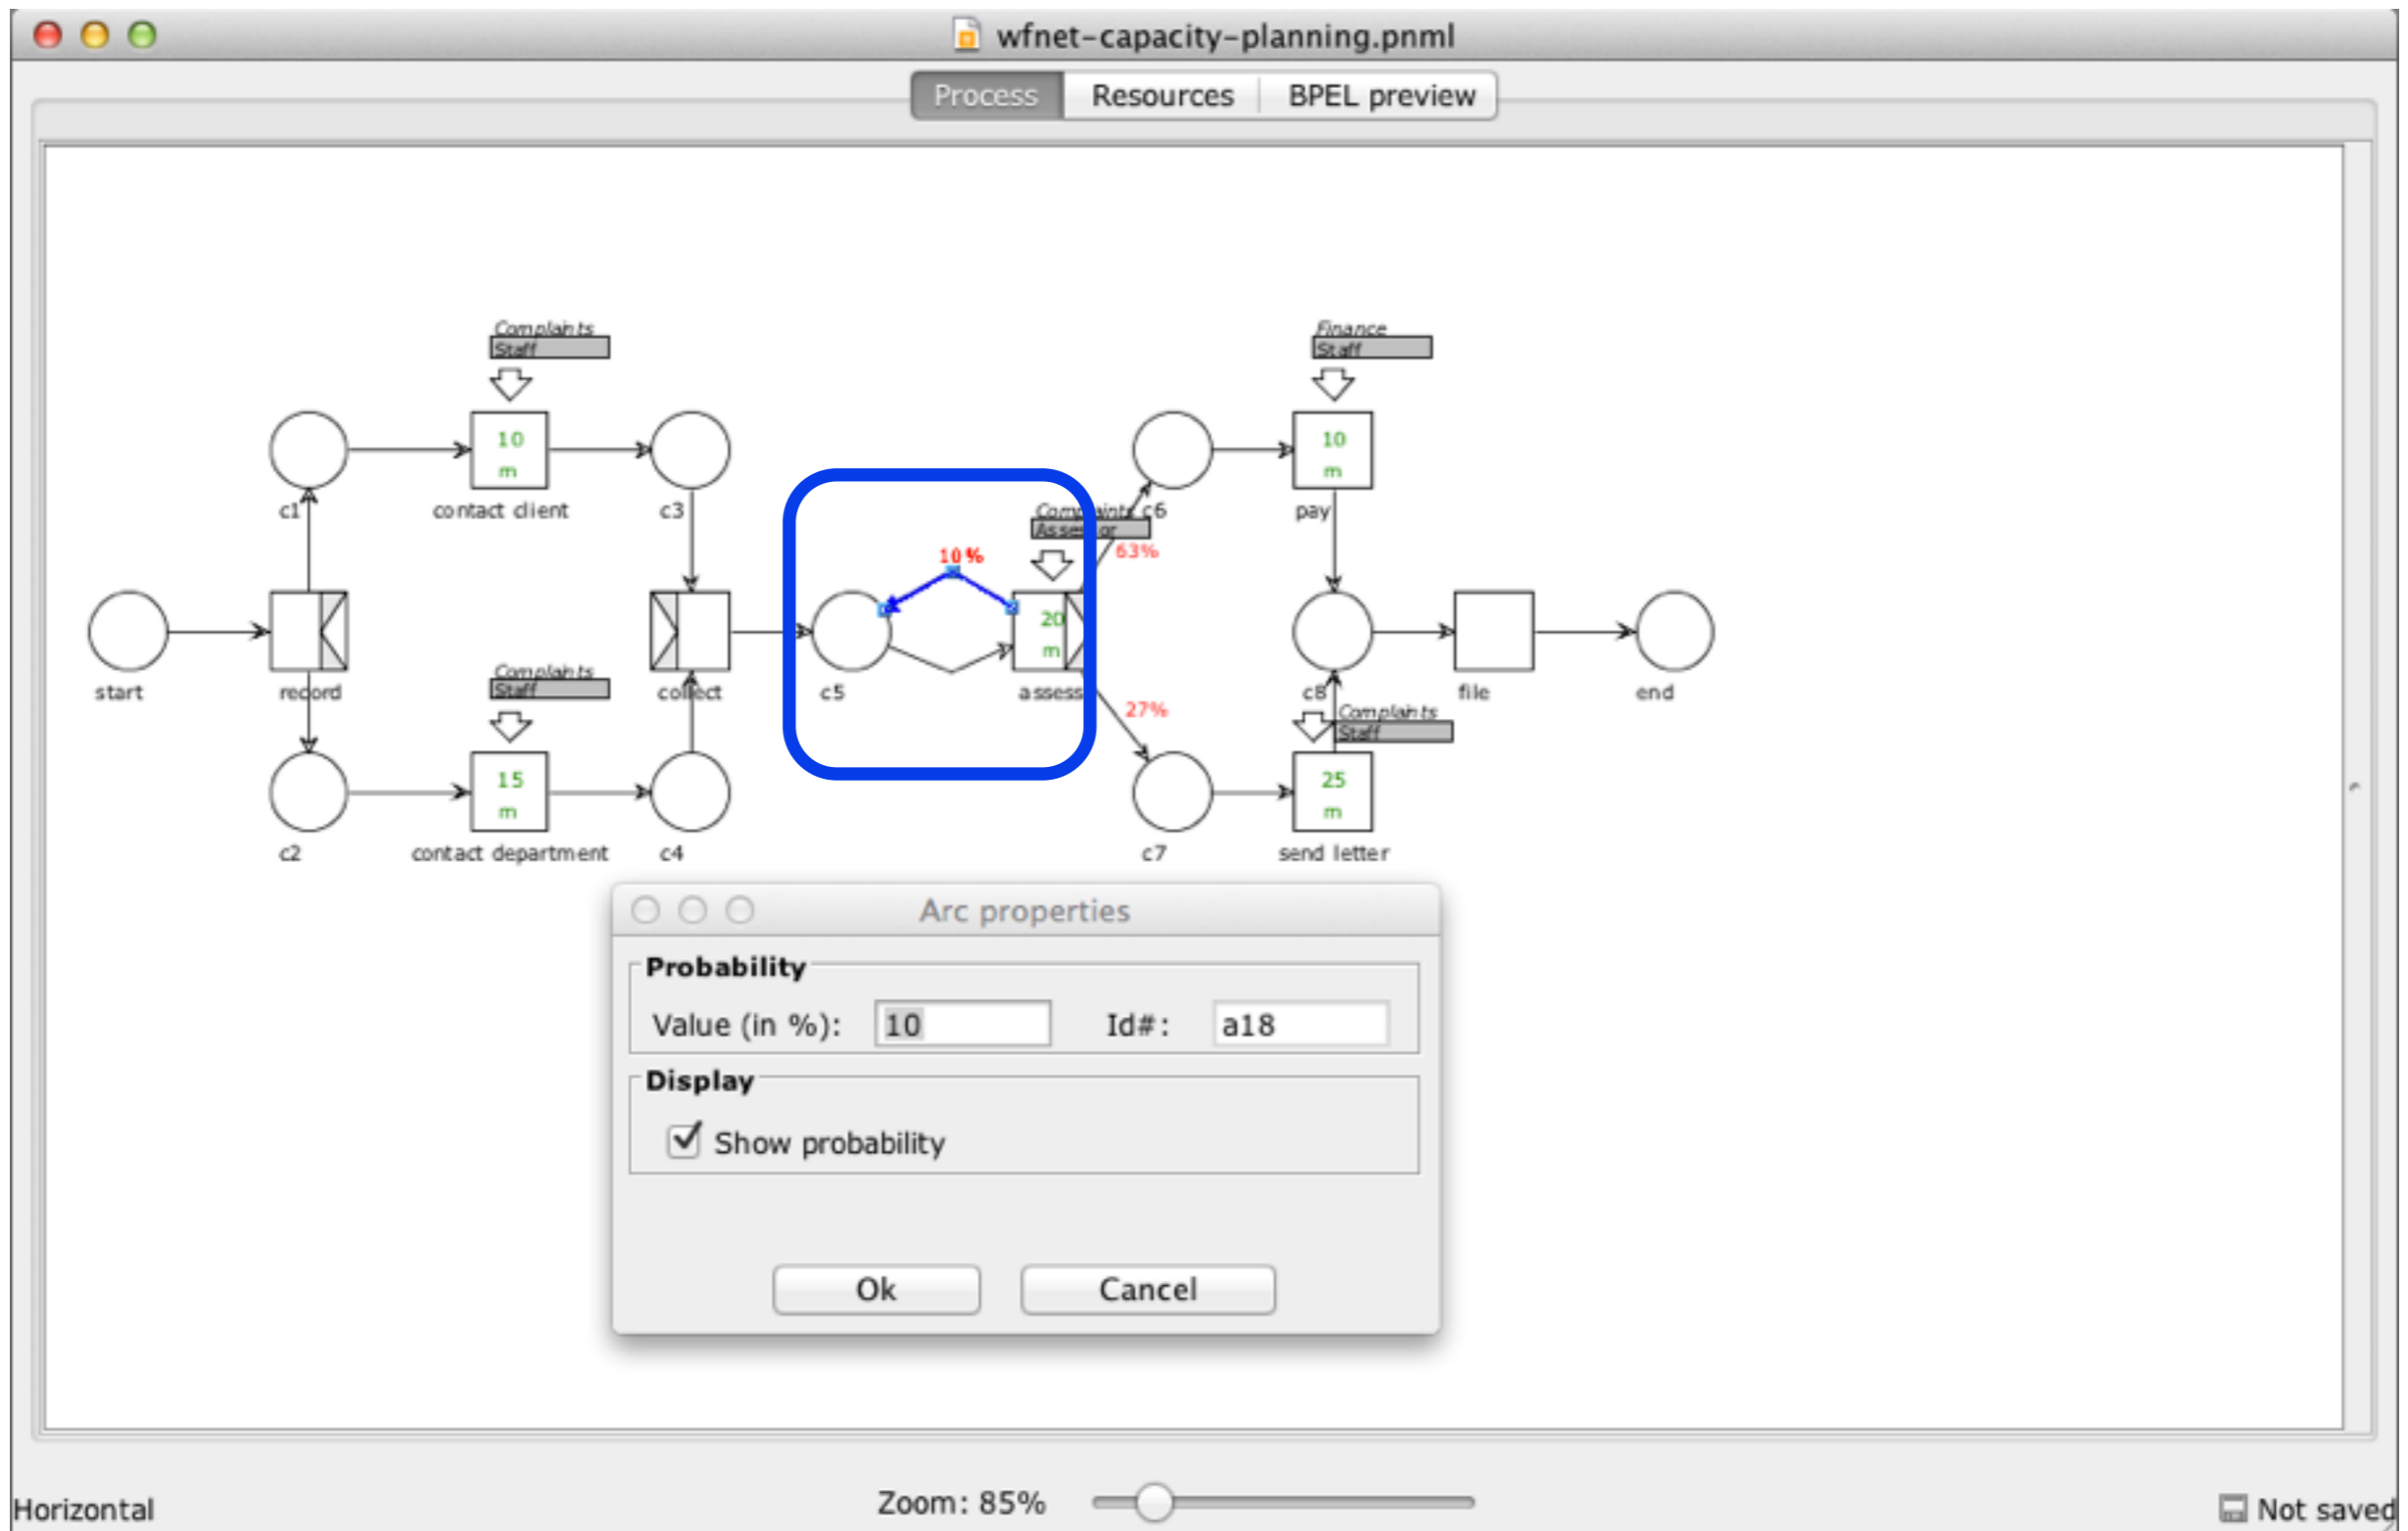 wfnet-capacity-planning.pnml
Process Resources BPEL preview
Complaints
Staff
Finance
Staff
10
m
10
m
c1
contact client
c3
Complaints
c6
pay
Assessor
10%
63%
20
m
start
record
Complaints
Staff
collect
c5
assess
c8
file
end
27%
Complaints
Staff
15
m
25
m
c2
contact department
c4
c7
send letter
Arc properties
Probability
Value (in %): 10 Id#: a18
Display
Show probability
Ok Cancel
Horizontal
Zoom: 85%
Not saved